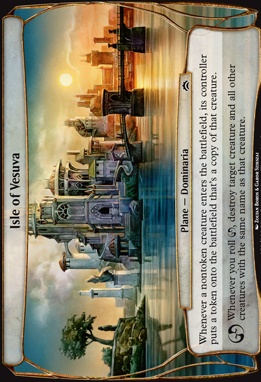 Isle of Vesuva
Plane — Dominaria
Whenever a nontoken creature enters the battlefield, its controller
puts a token onto the battlefield that's a copy of that creature.
Whenever you roll , destroy target creature and all other
creatures with the same name as that creature.